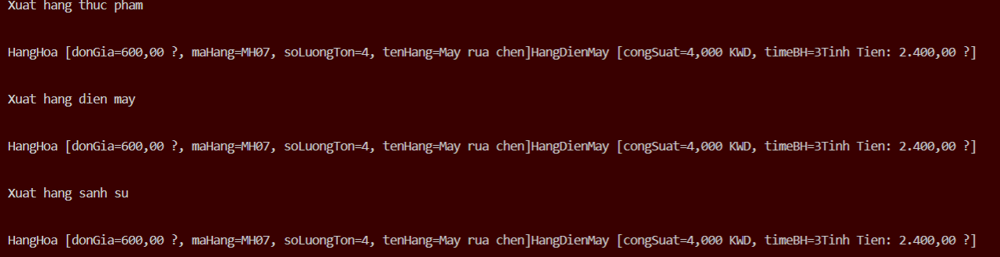 Xuat hang thuc pham
HangHoa [donGia=600,00 ?, maHang=MH07, soLuongTon=4, tenHang=May rua chen]HangDienMay [congSuat=4,000 KWD, timeBH=3Tinh Tien: 2.400,00 ?]
Xuat hang dien may
HangHoa [donGia=600,00 ?, maHang=MH07, soLuongTon=4, tenHang=May rua chen]HangDienMay [congSuat=4,000 KWD, timeBH=3Tinh Tien: 2.400,00 ?]
Xuat hang sanh su
HangHoa [donGia=600,00 ?, maHang=MH07, soLuongTon=4, tenHang=May rua chen]HangDienMay [congSuat=4,000 KWD, timeBH=3Tinh Tien: 2.400,00 ?]